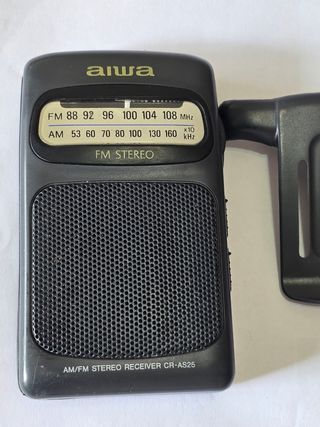 aiwa
FM 88 92 96 100 104 108 MHz
AM 53 60 70 80 100 130 160 x10 kHz
FM STEREO
AM/FM STEREO RECEIVER CR-AS25